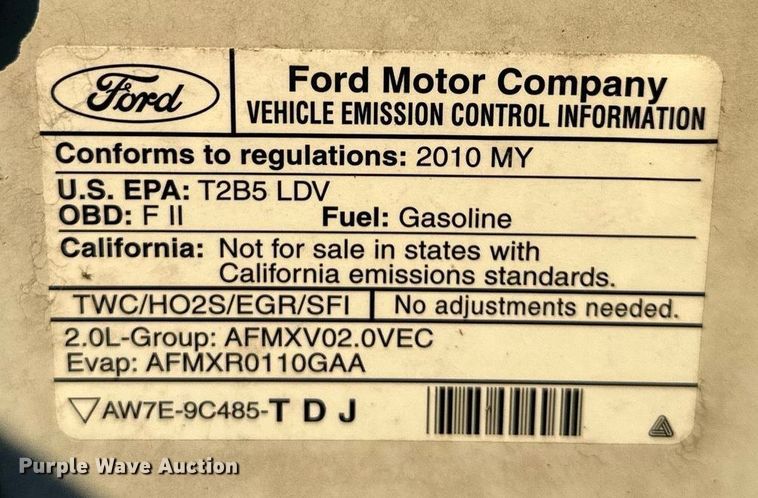 Ford
Ford Motor Company
VEHICLE EMISSION CONTROL INFORMATION
Conforms to regulations: 2010 MY
U.S. EPA: T2B5 LDV
OBD: F II Fuel: Gasoline
California: Not for sale in states with
California emissions standards.
TWC/HO2S/EGR/SFI No adjustments needed.
2.0L-Group: AFMXV02.0VEC
Evap: AFMXR0110GAA
AW7E-9C485-T D J
Purple Wave Auction